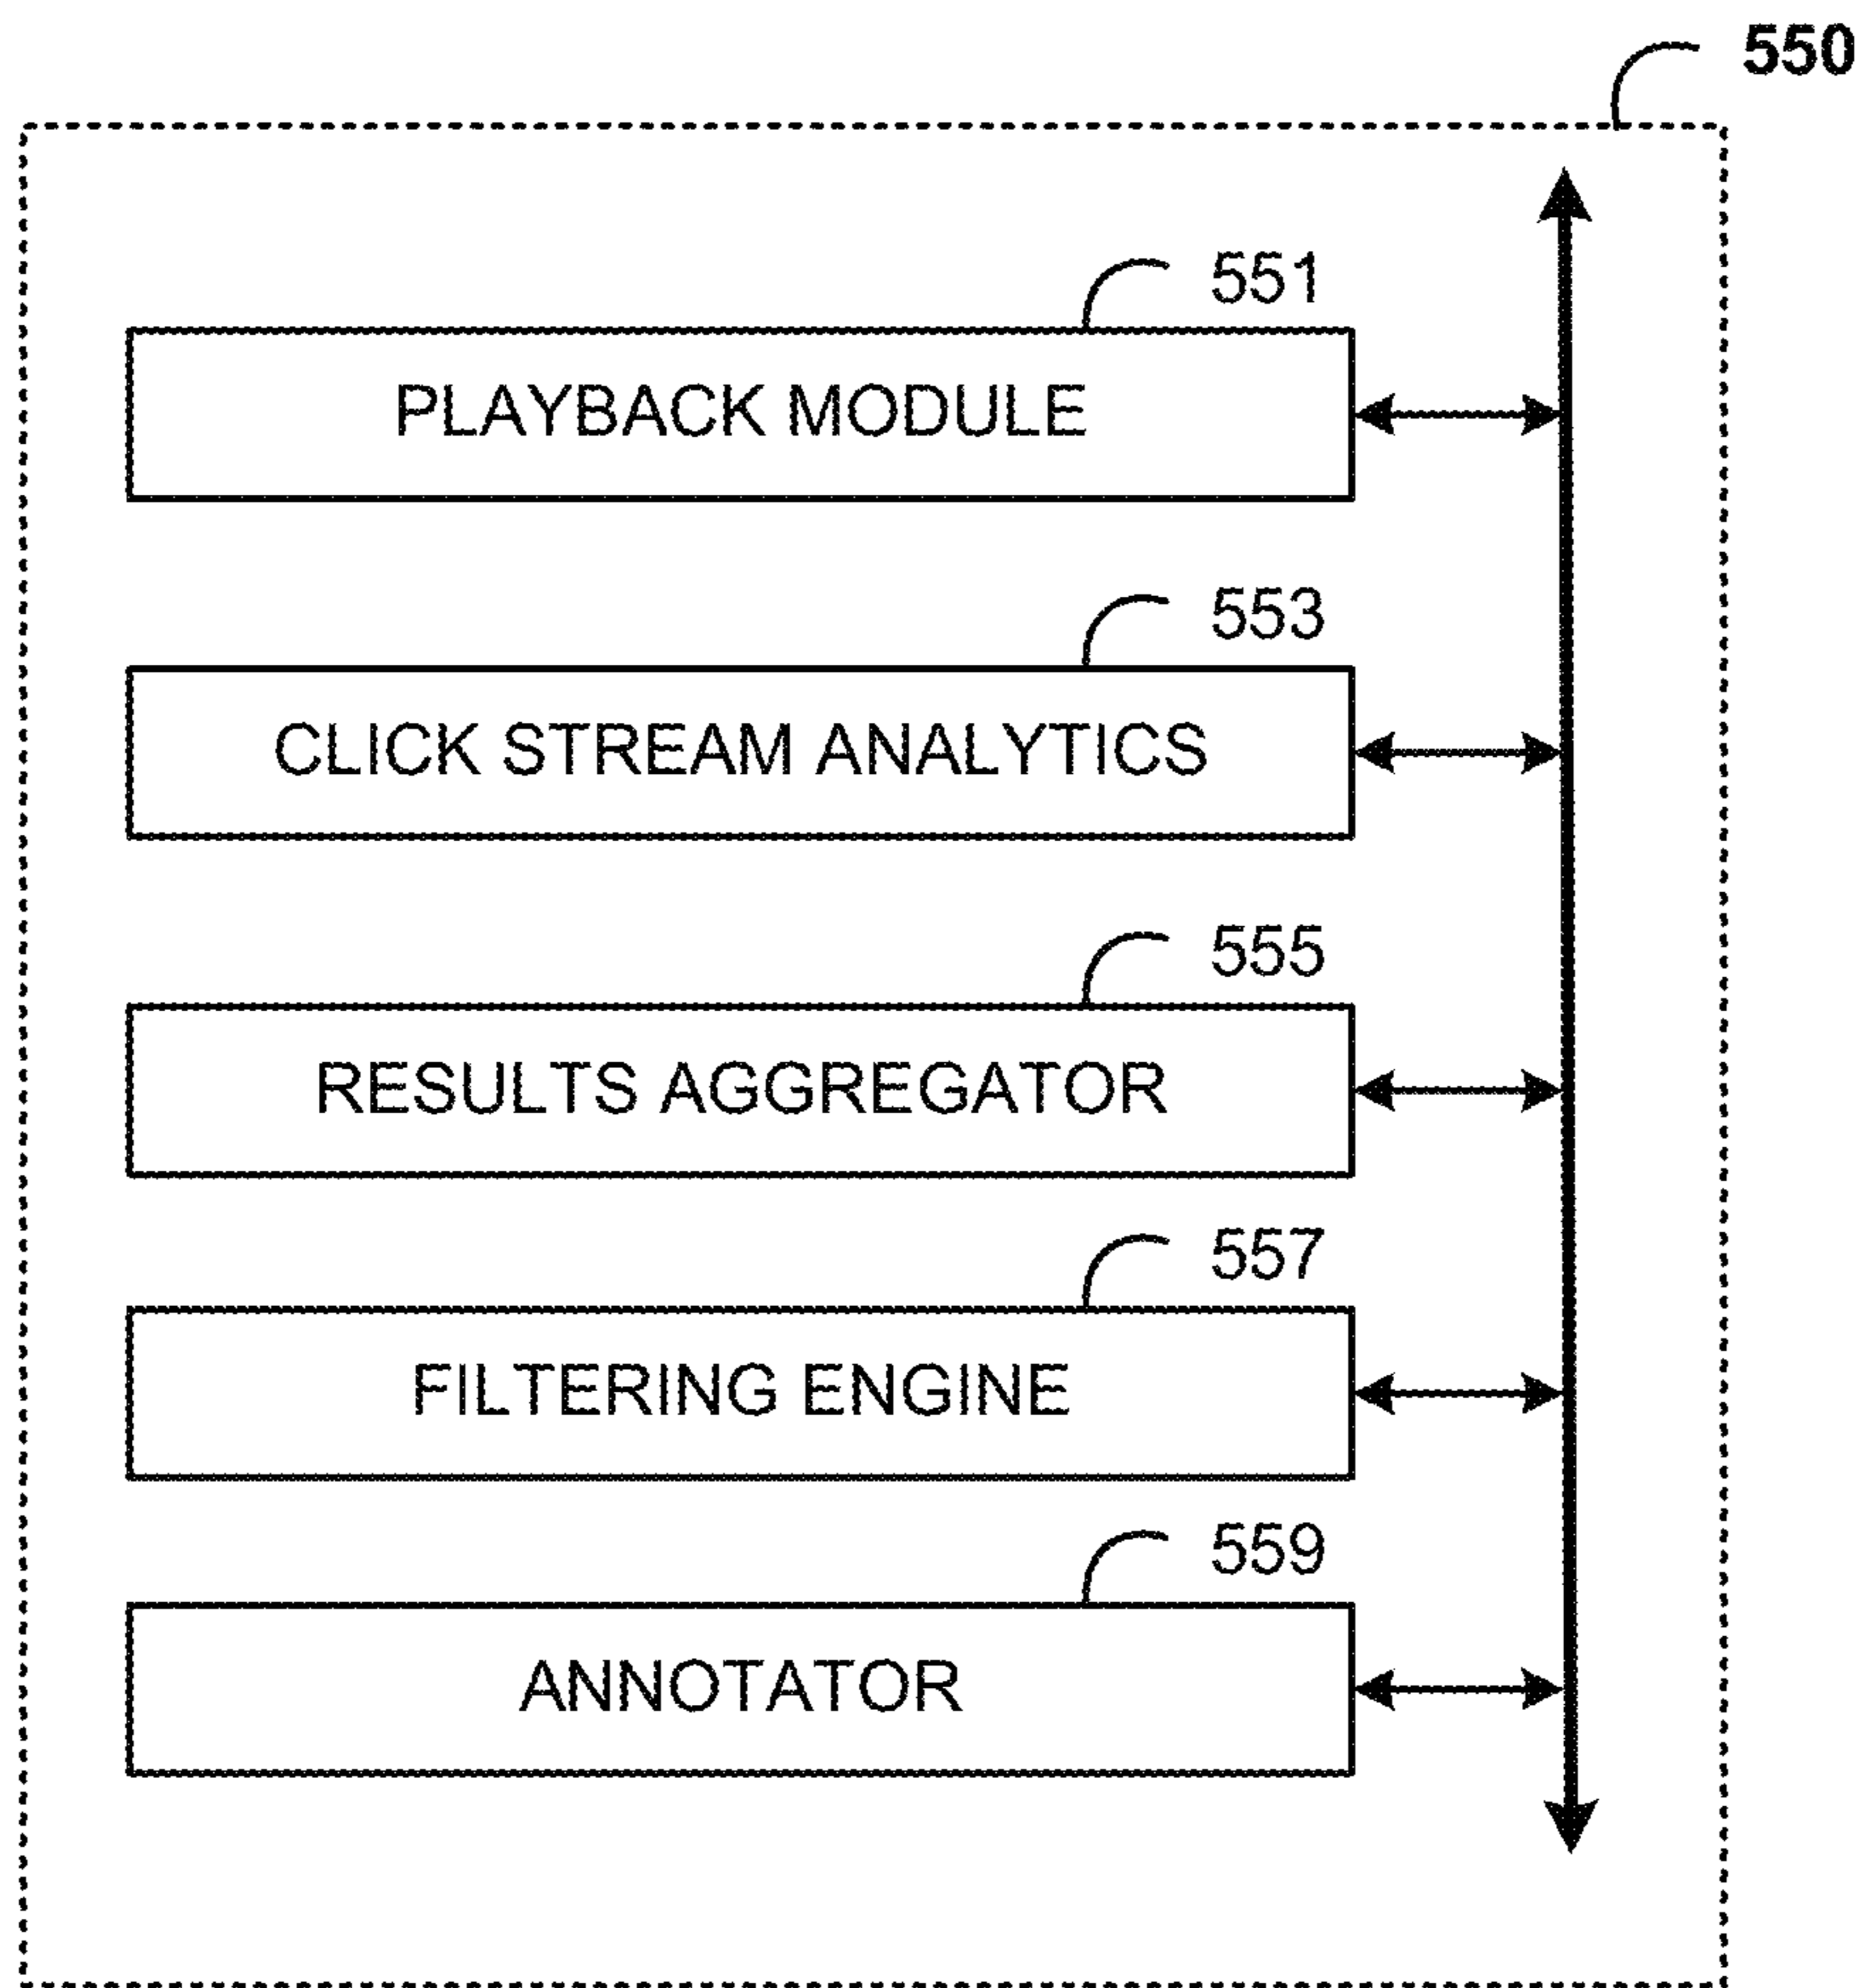 550
551
PLAYBACK MODULE
553
CLICK STREAM ANALYTICS
555
RESULTS AGGREGATOR
557
FILTERING ENGINE
559
ANNOTATOR